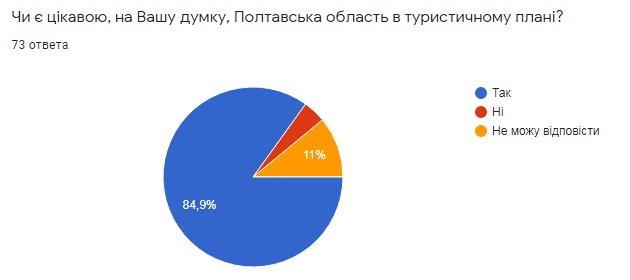 Чи є цікавою, на Вашу думку, Полтавська область в туристичному плані?
73 ответа
Так
Ні
Не можу відповісти
11%
84,9%